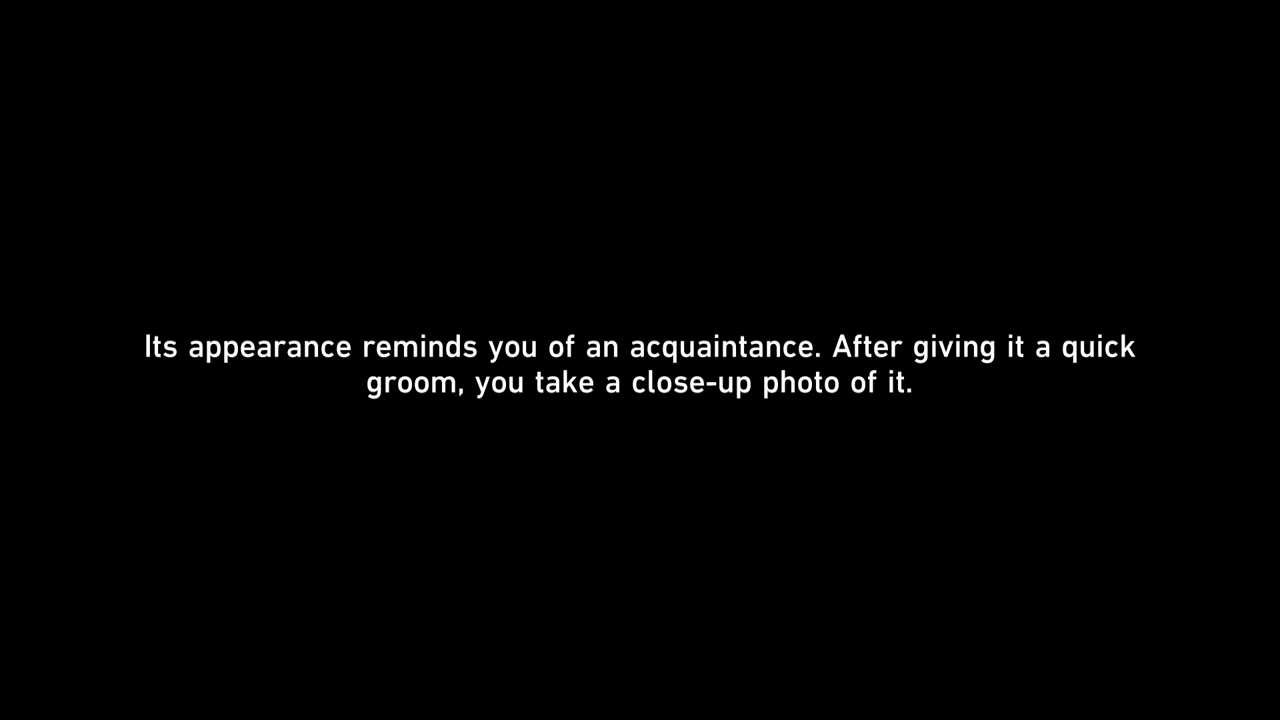 Its appearance reminds you of an acquaintance. After giving it a quick
groom, you take a close-up photo of it.